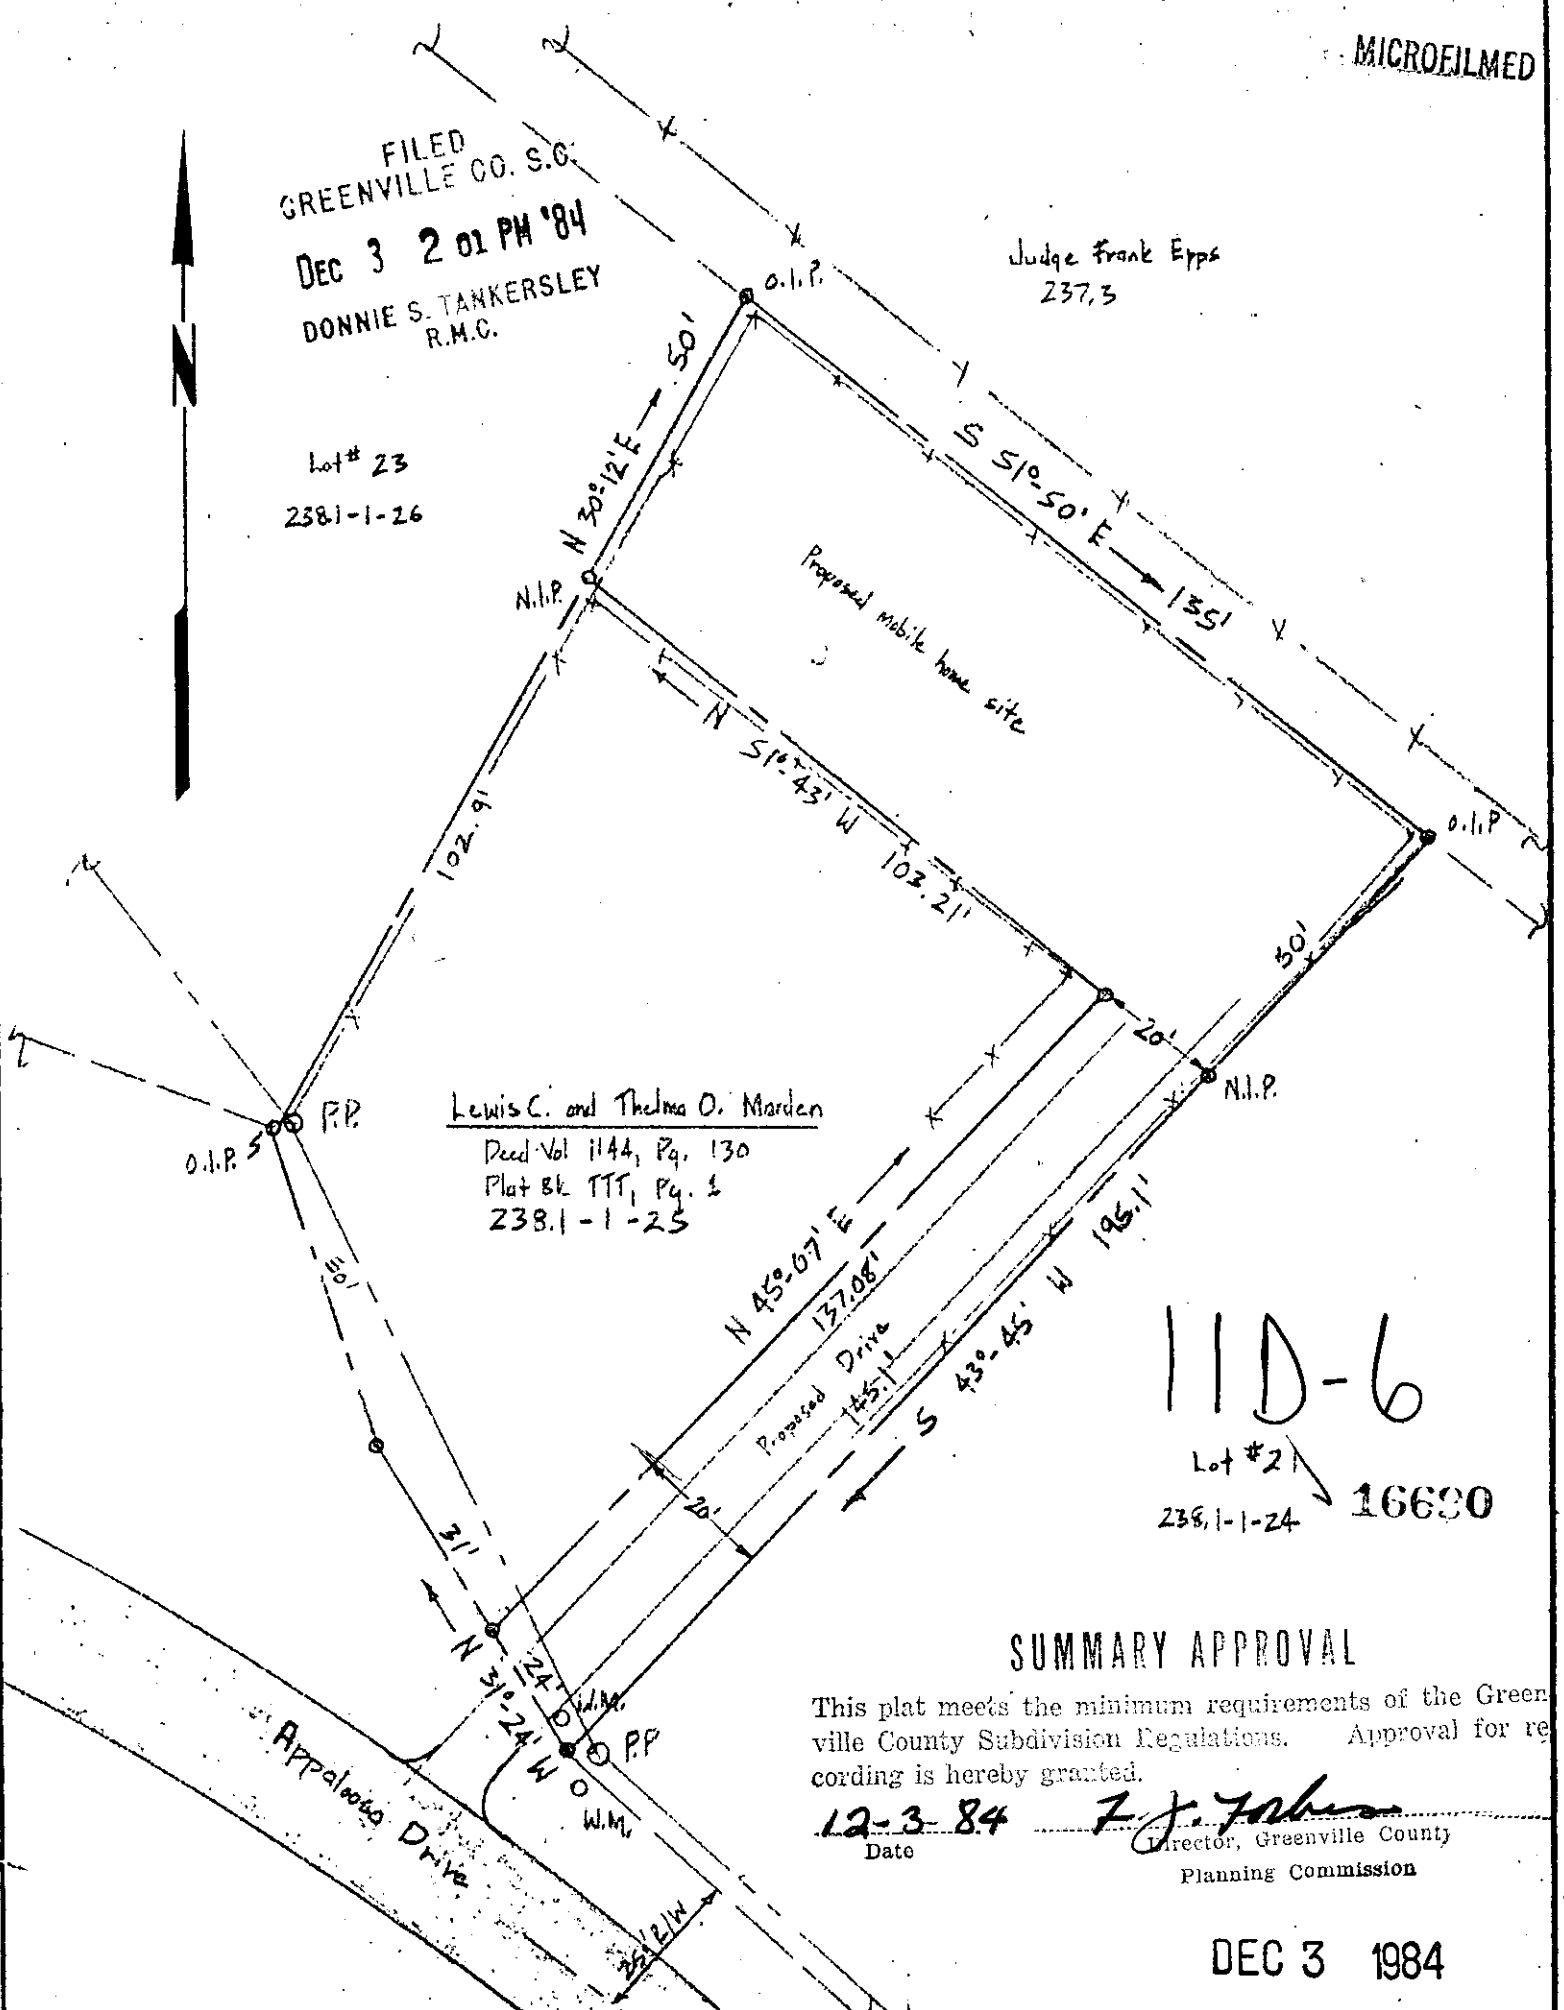 MICROFILMED
FILED
GREENVILLE CO. S.C.
DEC 3 2 01 PM '84
DONNIE S. TANKERSLEY
R.M.C.
N
Judge Frank Epps
237,3
O.I.P.
Lot # 23
238.1-1-26
N 30°-12' E 50'
S 51°-50' E 135'
N.I.P.
Proposed mobile home site
N 51°-43' W 103.21'
102.9'
O.I.P
50'
20'
N.I.P.
P.P.
O.I.P.
5
Lewis C. and Thelma O. Marden
Deed Vol 1144, Pg. 130
Plat Bk TTT, Pg. 1
238.1-1-25
50'
N 45°-07' E
137.08'
Proposed Drive
145.1'
S 43°-45' W 195.1'
11D-6
Lot #21
238.1-1-24
20'
31'
N 31°-24' W
24'
W.M.
P.P
W.M.
Appaloosa Drive
25' R/W
SUMMARY APPROVAL
This plat meets the minimum requirements of the Green
ville County Subdivision Regulations. Approval for re
cording is hereby granted.
12-3-84 F. J. Forbes
Date
Director, Greenville County
Planning Commission
DEC 3 1984